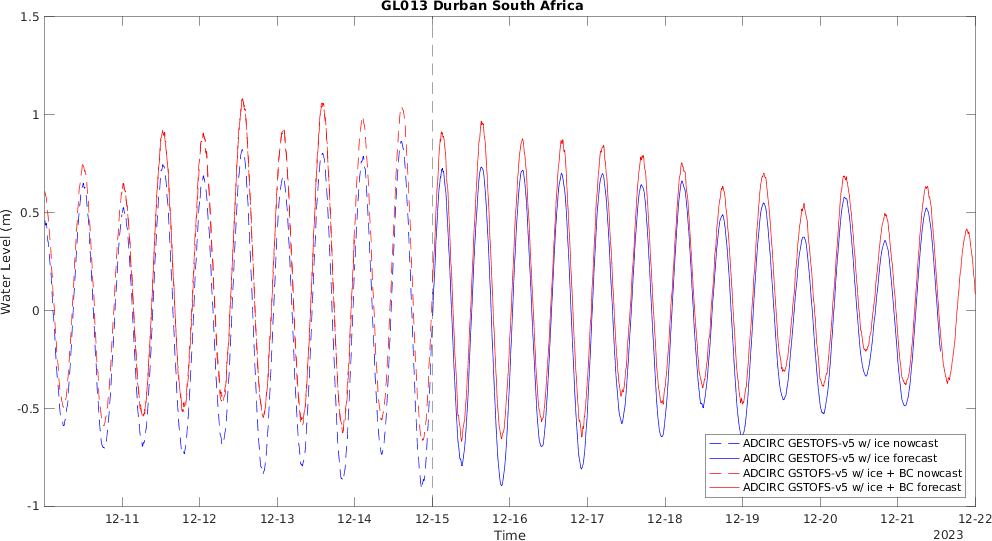 GL013 Durban South Africa
1.5
1
0.5
0
-0.5
-1
Water Level (m)
12-11
12-12
12-13
12-14
12-15
12-16
12-17
12-18
12-19
12-20
12-21
12-22
Time
2023
ADCIRC GESTOFS-v5 w/ ice nowcast
ADCIRC GESTOFS-v5 w/ ice forecast
ADCIRC GSTOFS-v5 w/ ice + BC nowcast
ADCIRC GSTOFS-v5 w/ ice + BC forecast